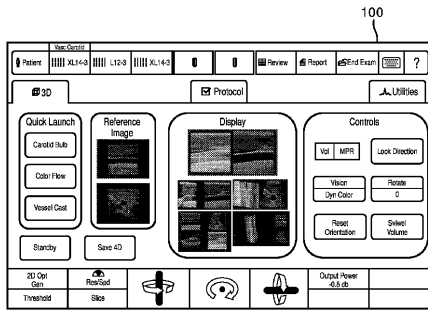 100
Vasc Carotid
Patient XL14-3 L12-3 XL14-3 Review Report End Exam ?
3D Protocol Utilities
Quick Launch
Carotid Bulb
Color Flow
Vessel Cast
Reference
Image
Display
Controls
Vol MPR Lock Direction
Vision
Dyn Color
Rotate
0
Reset
Orientation
Swivel
Volume
Standby Save 4D
2D Opt
Gen
Res/Spd
Output Power
-0.8 db
Threshold Slice